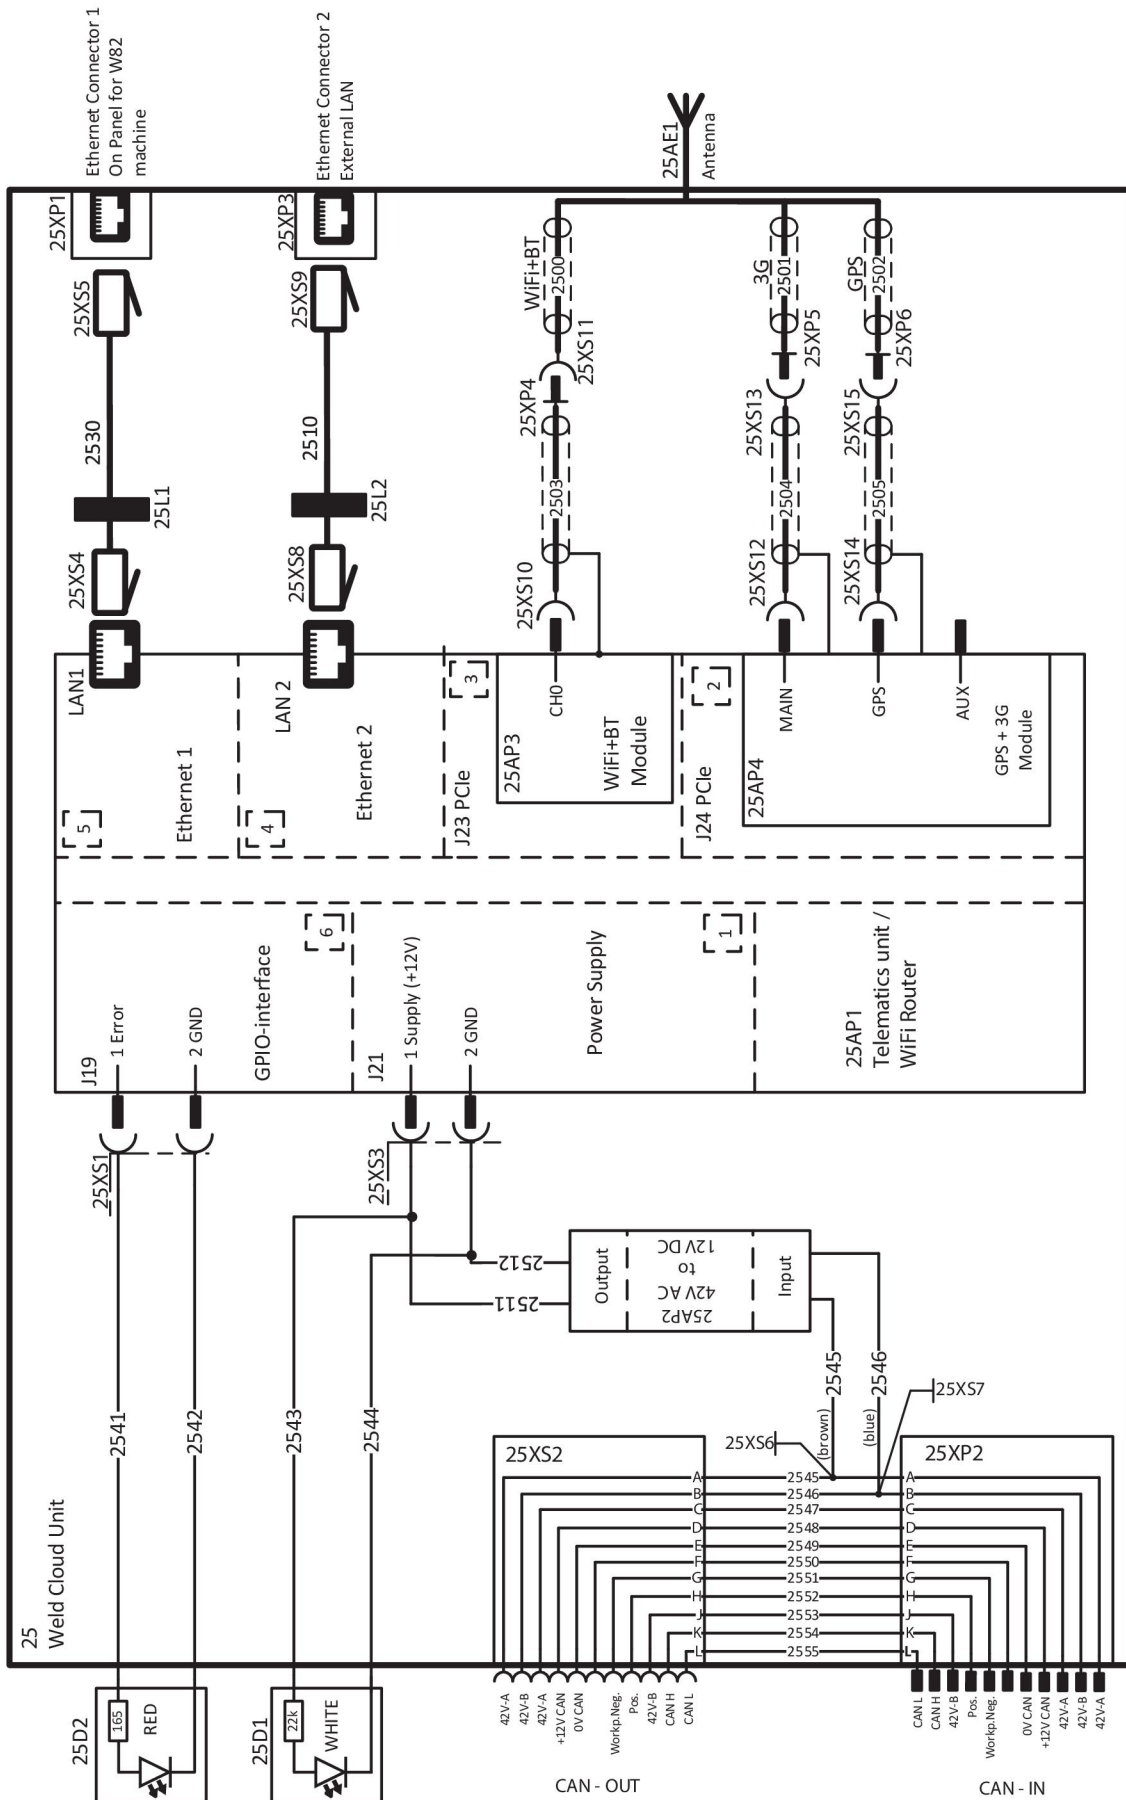 Ethernet Connector 1
On Panel for W82
machine
Ethernet Connector 2
External LAN
25XP1
25XP3
25XS5
25XS9
25AE1
Antenna
WiFi+BT
2500
3G
2501
GPS
2502
25XS11
25XP5
25XP6
2530
2510
25XP4
25XS13
25XS15
25L1
25L2
2503
2504
2505
25XS4
25XS8
25XS10
25XS12
25XS14
LAN1
LAN 2
3
2
CH0
MAIN
GPS
AUX
25AP3
WiFi+BT
Module
25AP4
GPS + 3G
Module
5
Ethernet 1
4
Ethernet 2
J23 PCIe
J24 PCIe
6
1
GPIO-interface
Power Supply
25AP1
Telematics unit /
WiFi Router
J19
1 Error
2 GND
J21
1 Supply (+12V)
2 GND
25XS1
25XS3
2512
2511
Output
25AP2
42V AC
to
12V DC
Input
2541
2542
2543
2544
2545
2546
(brown)
(blue)
25XS6
25XS7
25XS2
25XP2
A 2545 A
B 2546 B
C 2547 C
D 2548 D
E 2549 E
F 2550 F
G 2551 G
H 2552 H
J 2553 J
K 2554 K
L 2555 L
25
Weld Cloud Unit
25D2
165
RED
25D1
22k
WHITE
42V-A
42V-B
42V-A
+12V CAN
0V CAN
Workp.Neg.
Pos.
42V-B
CAN H
CAN L
CAN - OUT
CAN L
CAN H
42V-B
Pos.
Workp.Neg.
0V CAN
+12V CAN
42V-A
42V-B
42V-A
CAN - IN